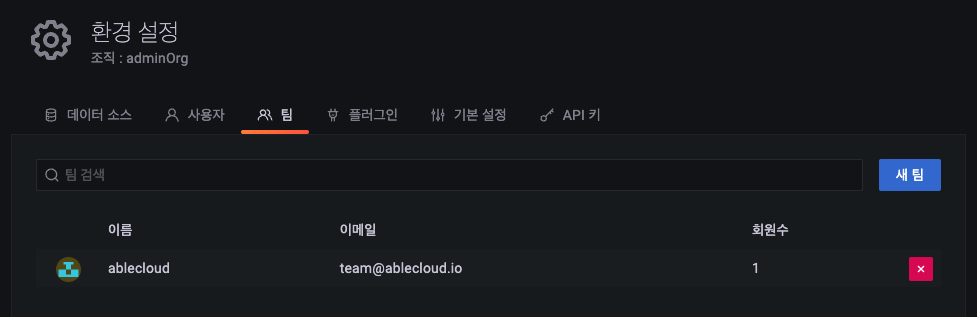 환경 설정
조직 : adminOrg
데이터 소스 사용자 팀 플러그인 기본 설정 API 키
팀 검색 새 팀
이름 이메일 회원수
ablecloud team@ablecloud.io 1